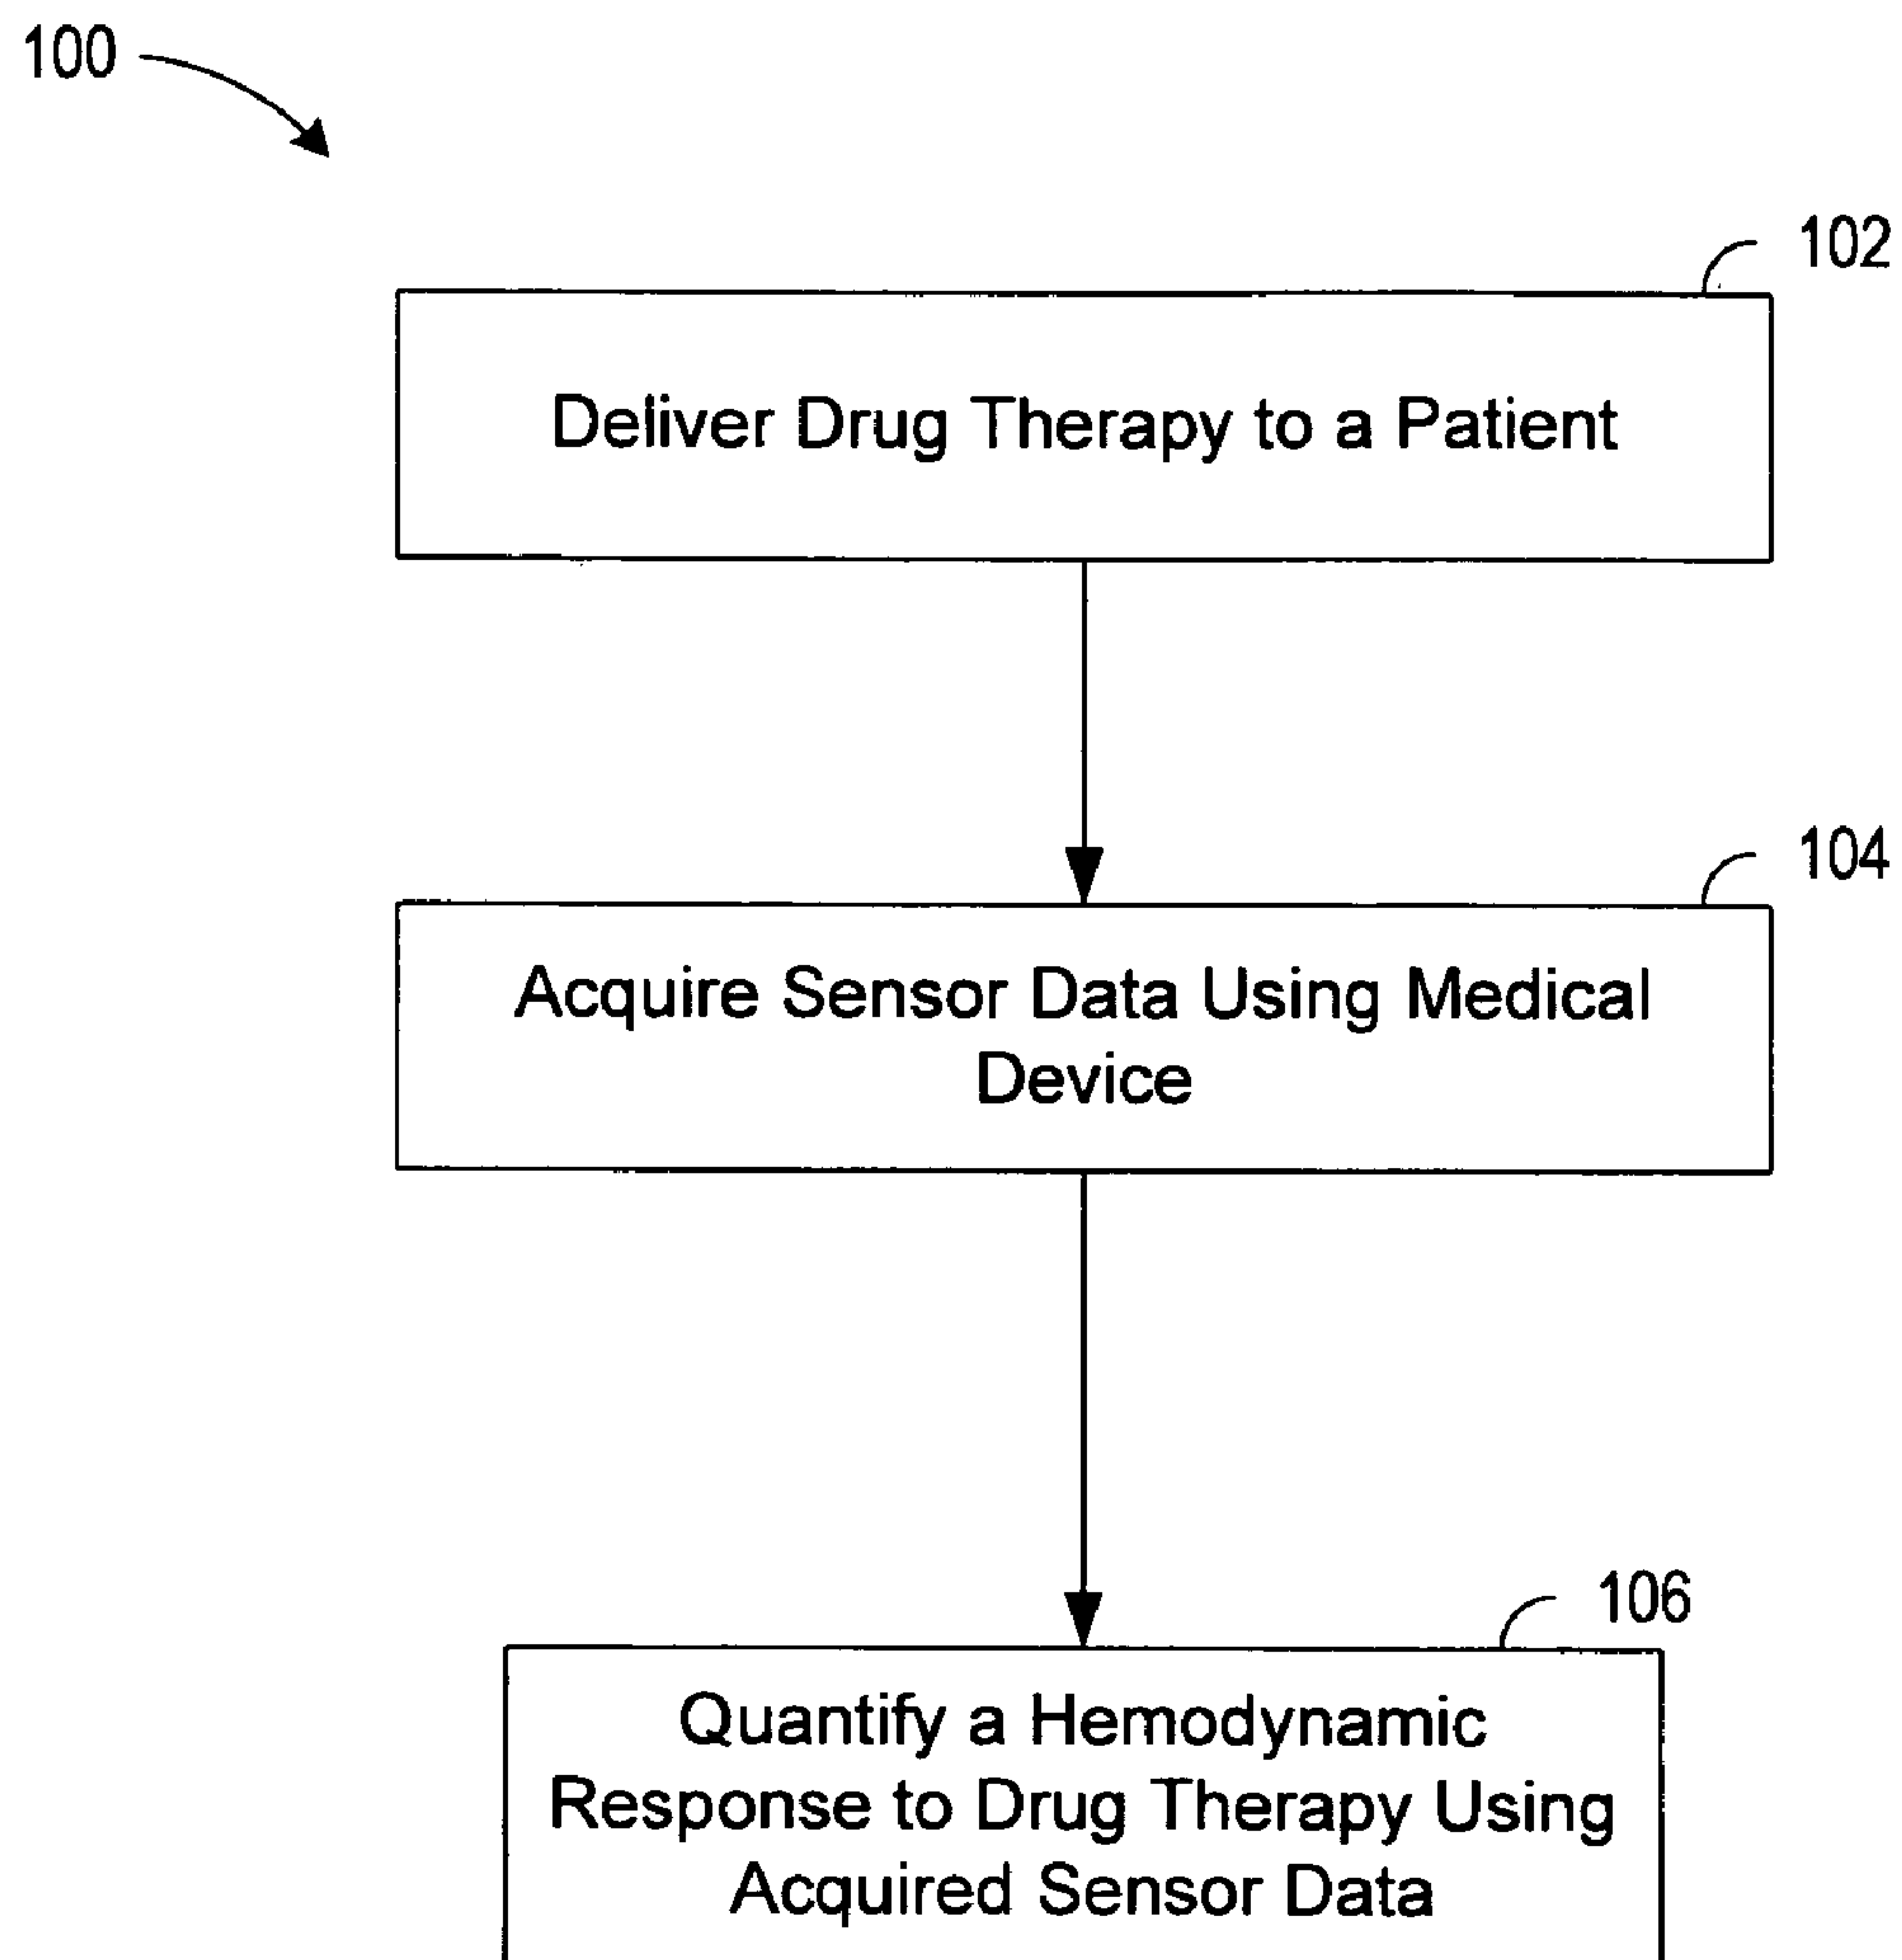 100
102
Deliver Drug Therapy to a Patient
104
Acquire Sensor Data Using Medical
Device
106
Quantify a Hemodynamic
Response to Drug Therapy Using
Acquired Sensor Data